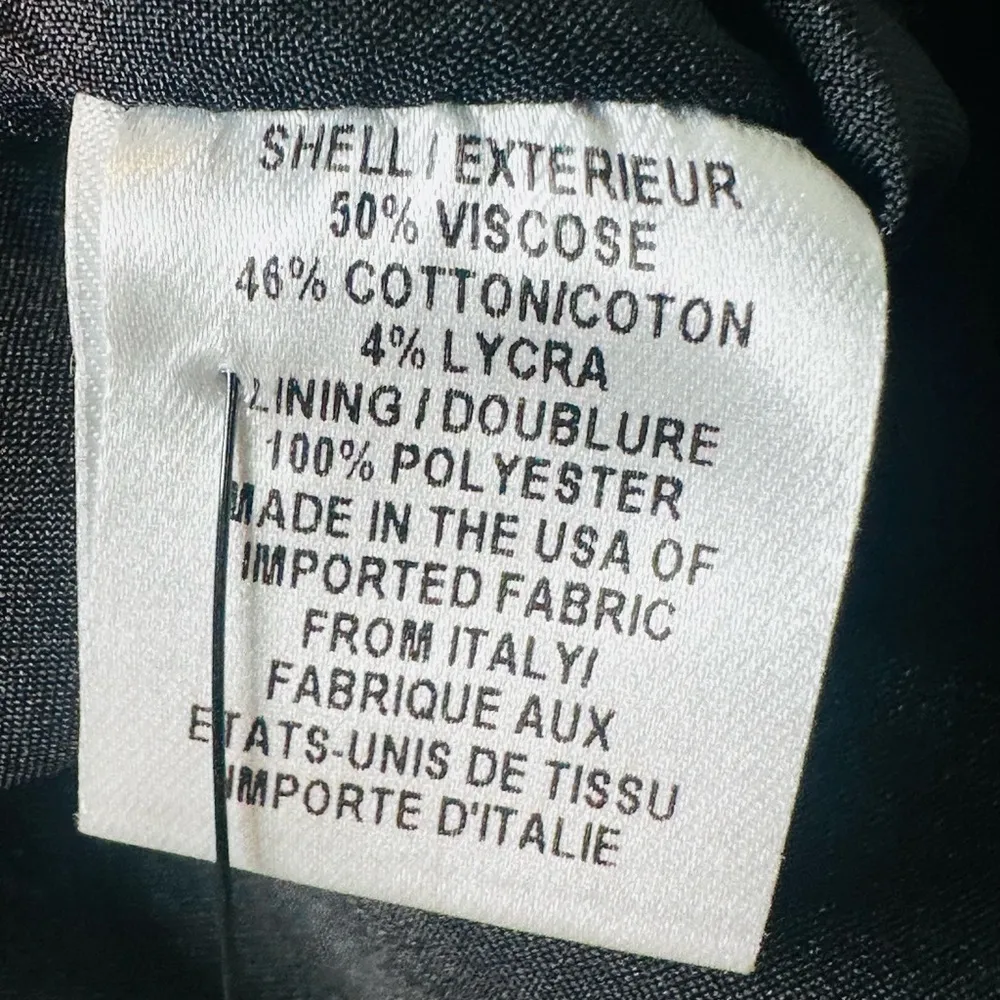 SHELL / EXTERIEUR
50% VISCOSE
46% COTTON/COTON
4% LYCRA
LINING / DOUBLURE
100% POLYESTER
MADE IN THE USA OF
IMPORTED FABRIC
FROM ITALY/
FABRIQUE AUX
ETATS-UNIS DE TISSU
IMPORTE D'ITALIE